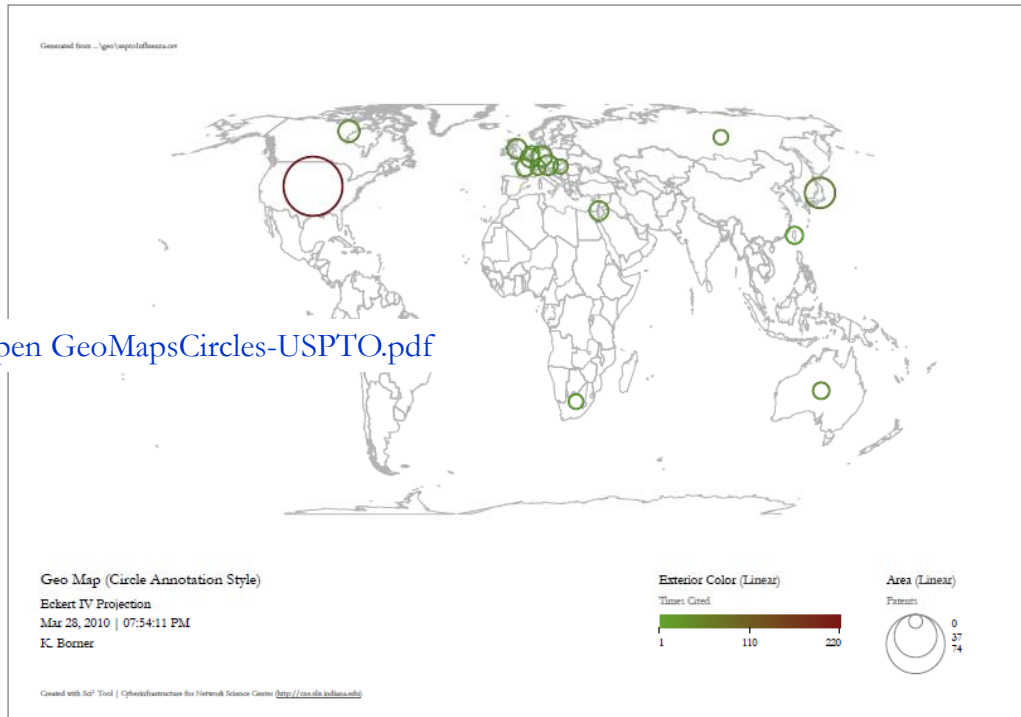 Generated from ...\geo\usptoInfluenza.csv
pen GeoMapsCircles-USPTO.pdf
Geo Map (Circle Annotation Style)
Eckert IV Projection
Mar 28, 2010 | 07:54:11 PM
K. Borner
Exterior Color (Linear)
Times Cited
1 110 220
Area (Linear)
Patents
0
37
74
Created with Sci² Tool | Cyberinfrastructure for Network Science Center (http://cns.slis.indiana.edu)